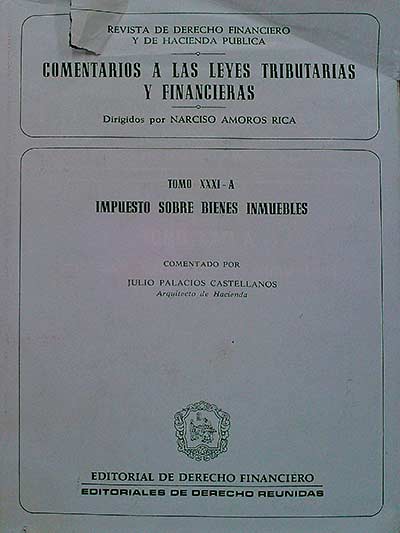 REVISTA DE DERECHO FINANCIERO
Y DE HACIENDA PUBLICA
COMENTARIOS A LAS LEYES TRIBUTARIAS
Y FINANCIERAS
Dirigidos por NARCISO AMOROS RICA
TOMO XXXI-A
IMPUESTO SOBRE BIENES INMUEBLES
COMENTADO POR
JULIO PALACIOS CASTELLANOS
Arquitecto de Hacienda
EDITORIAL DE DERECHO FINANCIERO
EDITORIALES DE DERECHO REUNIDAS